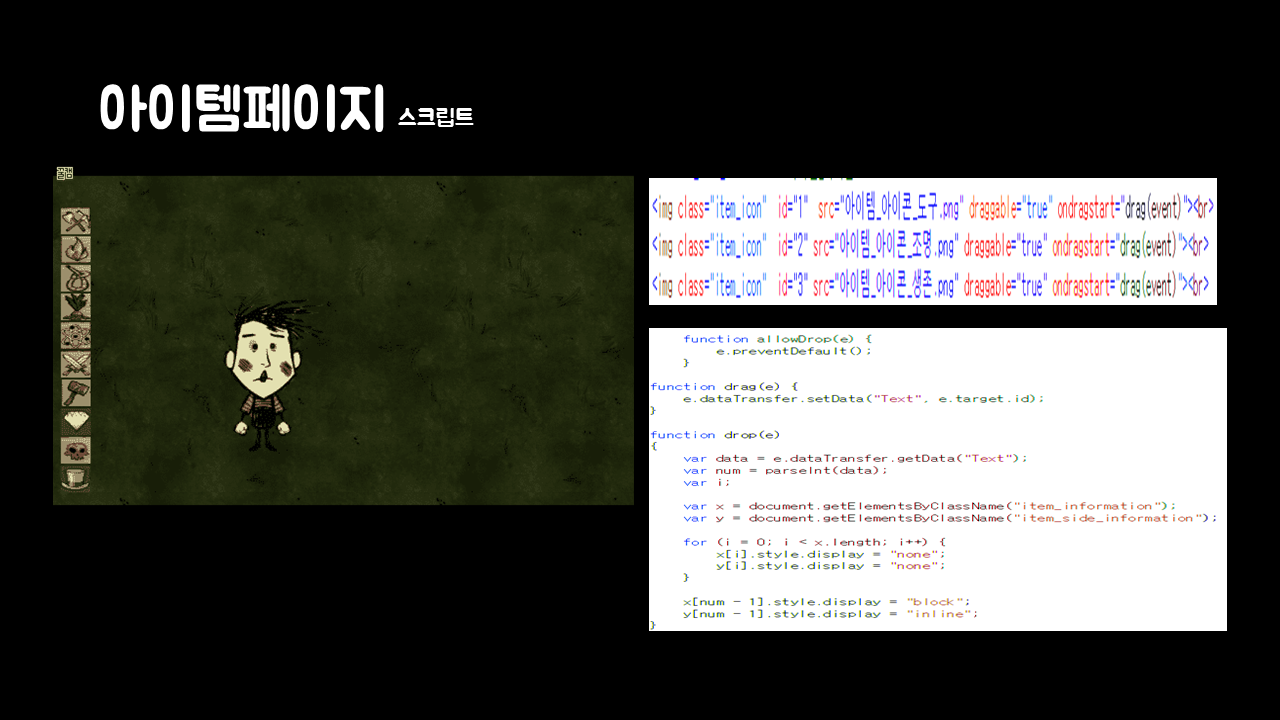 아이템페이지 스크립트
<img class="item_icon" id="1" src="아이템_아이콘_도구.png" draggable="true" ondragstart="drag(event)"><br>
<img class="item_icon" id="2" src="아이템_아이콘_조명.png" draggable="true" ondragstart="drag(event)"><br>
<img class="item_icon" id="3" src="아이템_아이콘_생존.png" draggable="true" ondragstart="drag(event)"><br>
function allowDrop(e) {
e.preventDefault();
}
function drag(e) {
e.dataTransfer.setData("Text", e.target.id);
}
function drop(e)
{
var data = e.dataTransfer.getData("Text");
var num = parseInt(data);
var i;
var x = document.getElementsByClassName("item_information");
var y = document.getElementsByClassName("item_side_information");
for (i = 0; i < x.length; i++) {
x[i].style.display = "none";
y[i].style.display = "none";
}
x[num - 1].style.display = "block";
y[num - 1].style.display = "inline";
}